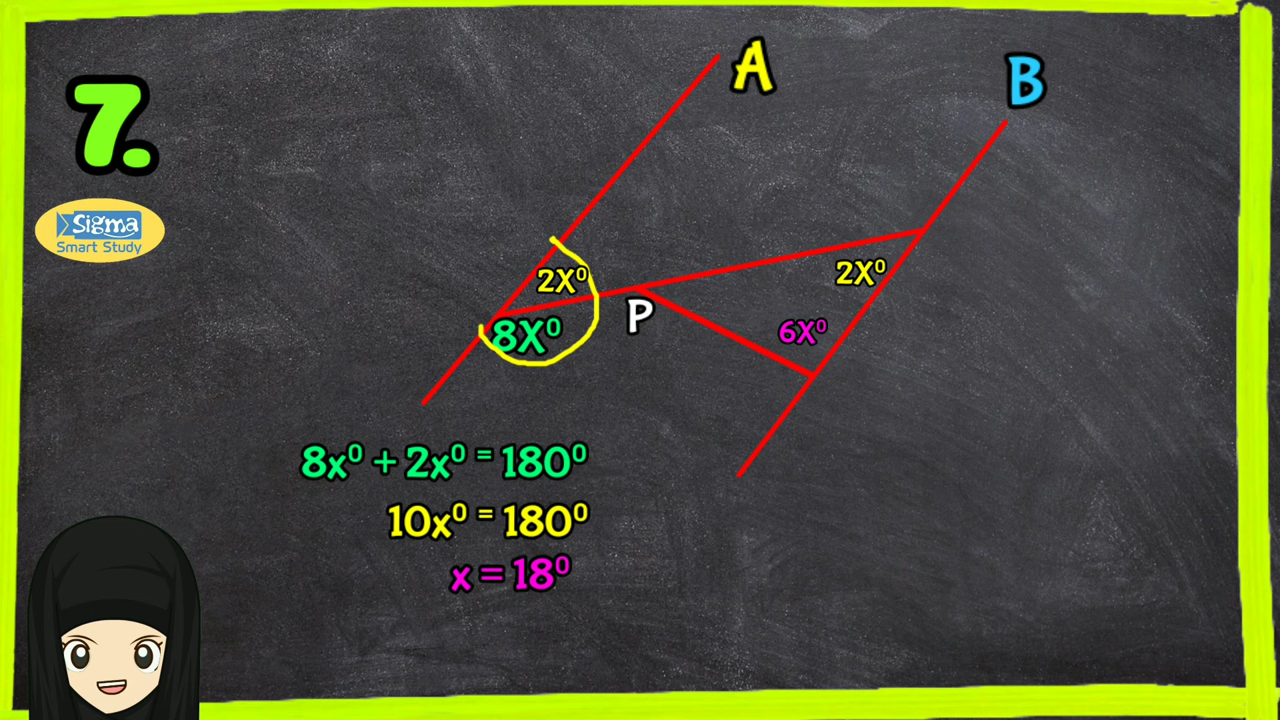 7.
Sigma
Smart Study
A
B
2X⁰
8X⁰
P
2X⁰
6X⁰
8x⁰ + 2x⁰ = 180⁰
10x⁰ = 180⁰
x = 18⁰